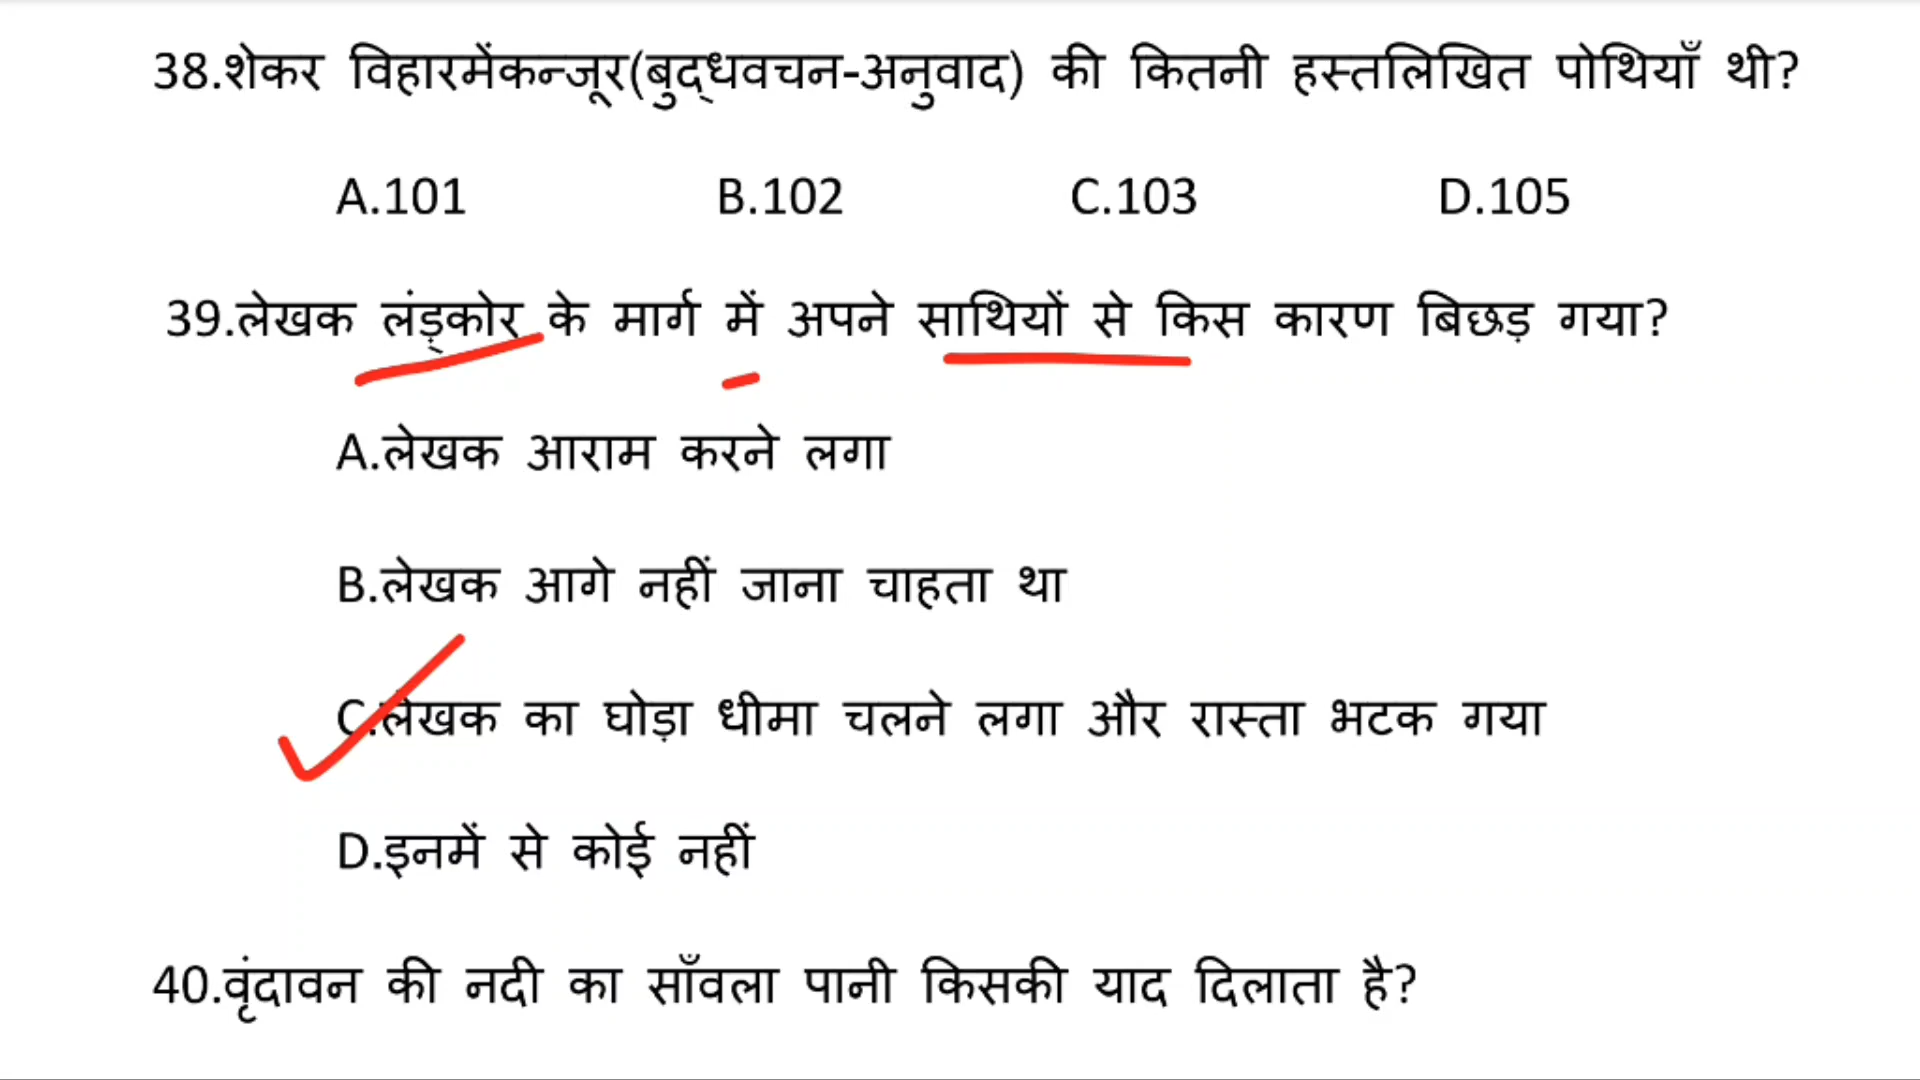 38.शेकर विहारमेंकन्जूर(बुद्धवचन-अनुवाद) की कितनी हस्तलिखित पोथियाँ थी?
A.101 B.102 C.103 D.105
39.लेखक लंड्कोर के मार्ग में अपने साथियों से किस कारण बिछड़ गया?
A.लेखक आराम करने लगा
B.लेखक आगे नहीं जाना चाहता था
C.लेखक का घोड़ा धीमा चलने लगा और रास्ता भटक गया
D.इनमें से कोई नहीं
40.वृंदावन की नदी का साँवला पानी किसकी याद दिलाता है?